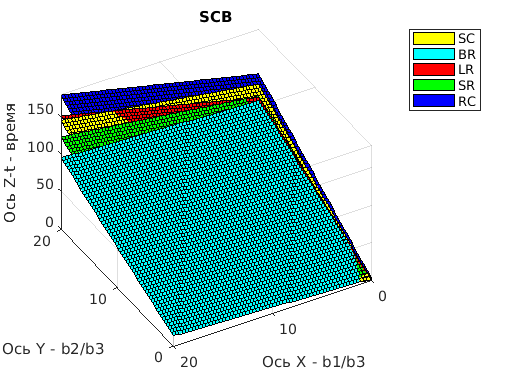 SCB
SC
BR
LR
SR
RC
Ось Z-t - время
150
100
50
0
20
10
0
Ось Y - b2/b3
20
10
0
Ось X - b1/b3